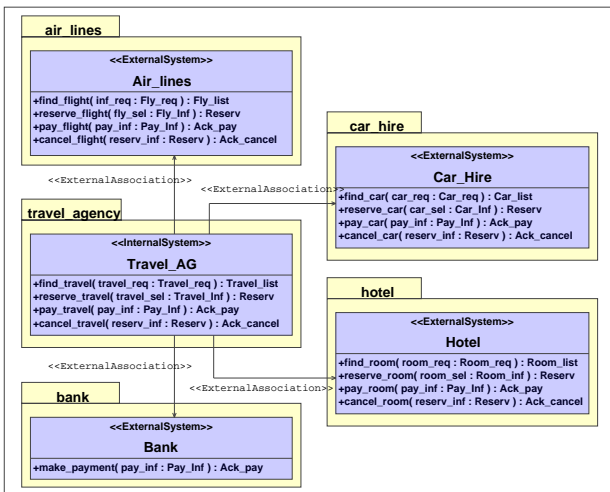 air_lines
<<ExternalSystem>>
Air_lines
+find_flight( inf_req : Fly_req ) : Fly_list
+reserve_flight( fly_sel : Fly_Inf ) : Reserv
+pay_flight( pay_inf : Pay_Inf ) : Ack_pay
+cancel_flight( reserv_inf : Reserv ) : Ack_cancel
<<ExternalAssociation>>
<<ExternalAssociation>>
car_hire
<<ExternalSystem>>
Car_Hire
+find_car( car_req : Car_req ) : Car_list
+reserve_car( car_sel : Car_Inf ) : Reserv
+pay_car( pay_inf : Pay_Inf ) : Ack_pay
+cancel_car( reserv_inf : Reserv ) : Ack_cancel
travel_agency
<<InternalSystem>>
Travel_AG
+find_travel( travel_req : Travel_req ) : Travel_list
+reserve_travel( travel_sel : Travel_Inf ) : Reserv
+pay_travel( pay_inf : Pay_Inf ) : Ack_pay
+cancel_travel( reserv_inf : Reserv ) : Ack_cancel
<<ExternalAssociation>>
<<ExternalAssociation>>
hotel
<<ExternalSystem>>
Hotel
+find_room( room_req : Room_req ) : Room_list
+reserve_room( room_sel : Room_inf ) : Reserv
+pay_room( pay_inf : Pay_Inf ) : Ack_pay
+cancel_room( reserv_inf : Reserv ) : Ack_cancel
bank
<<ExternalSystem>>
Bank
+make_payment( pay_inf : Pay_Inf ) : Ack_pay